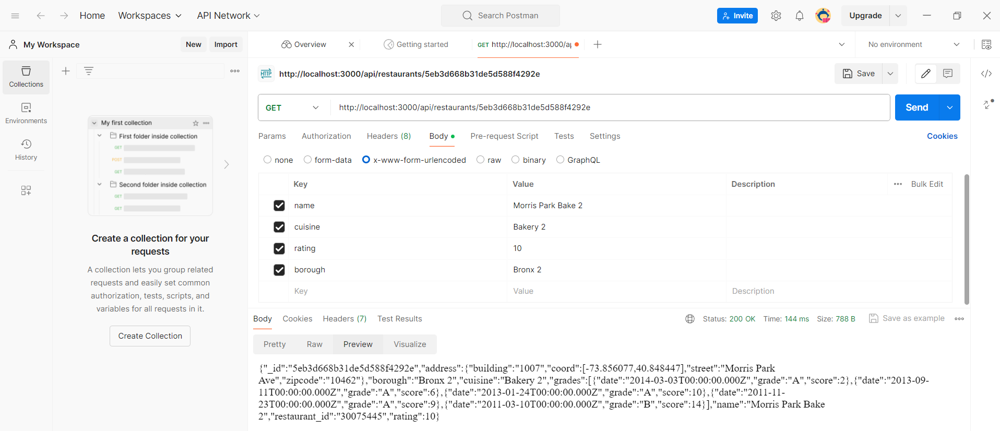 Home Workspaces API Network Search Postman Invite Upgrade
My Workspace New Import Overview Getting started GET http://localhost:3000/ap No environment
Collections
Environments
History
My first collection
First folder inside collection
GET
POST
GET
Second folder inside collection
GET
GET
Create a collection for your
requests
A collection lets you group related
requests and easily set common
authorization, tests, scripts, and
variables for all requests in it.
Create Collection
HTTP http://localhost:3000/api/restaurants/5eb3d668b31de5d588f4292e Save
GET http://localhost:3000/api/restaurants/5eb3d668b31de5d588f4292e Send
Params Authorization Headers (8) Body Pre-request Script Tests Settings Cookies
none form-data x-www-form-urlencoded raw binary GraphQL
Key Value Description Bulk Edit
name Morris Park Bake 2
cuisine Bakery 2
rating 10
borough Bronx 2
Key Value Description
Body Cookies Headers (7) Test Results Status: 200 OK Time: 144 ms Size: 788 B Save as example
Pretty Raw Preview Visualize
{"_id":"5eb3d668b31de5d588f4292e","address":{"building":"1007","coord":[-73.856077,40.848447],"street":"Morris Park
Ave","zipcode":"10462"},"borough":"Bronx 2","cuisine":"Bakery 2","grades":[{"date":"2014-03-03T00:00:00.000Z","grade":"A","score":2},{"date":"2013-09-
11T00:00:00.000Z","grade":"A","score":6},{"date":"2013-01-24T00:00:00.000Z","grade":"A","score":10},{"date":"2011-11-
23T00:00:00.000Z","grade":"A","score":9},{"date":"2011-03-10T00:00:00.000Z","grade":"B","score":14}],"name":"Morris Park Bake
2","restaurant_id":"30075445","rating":10}